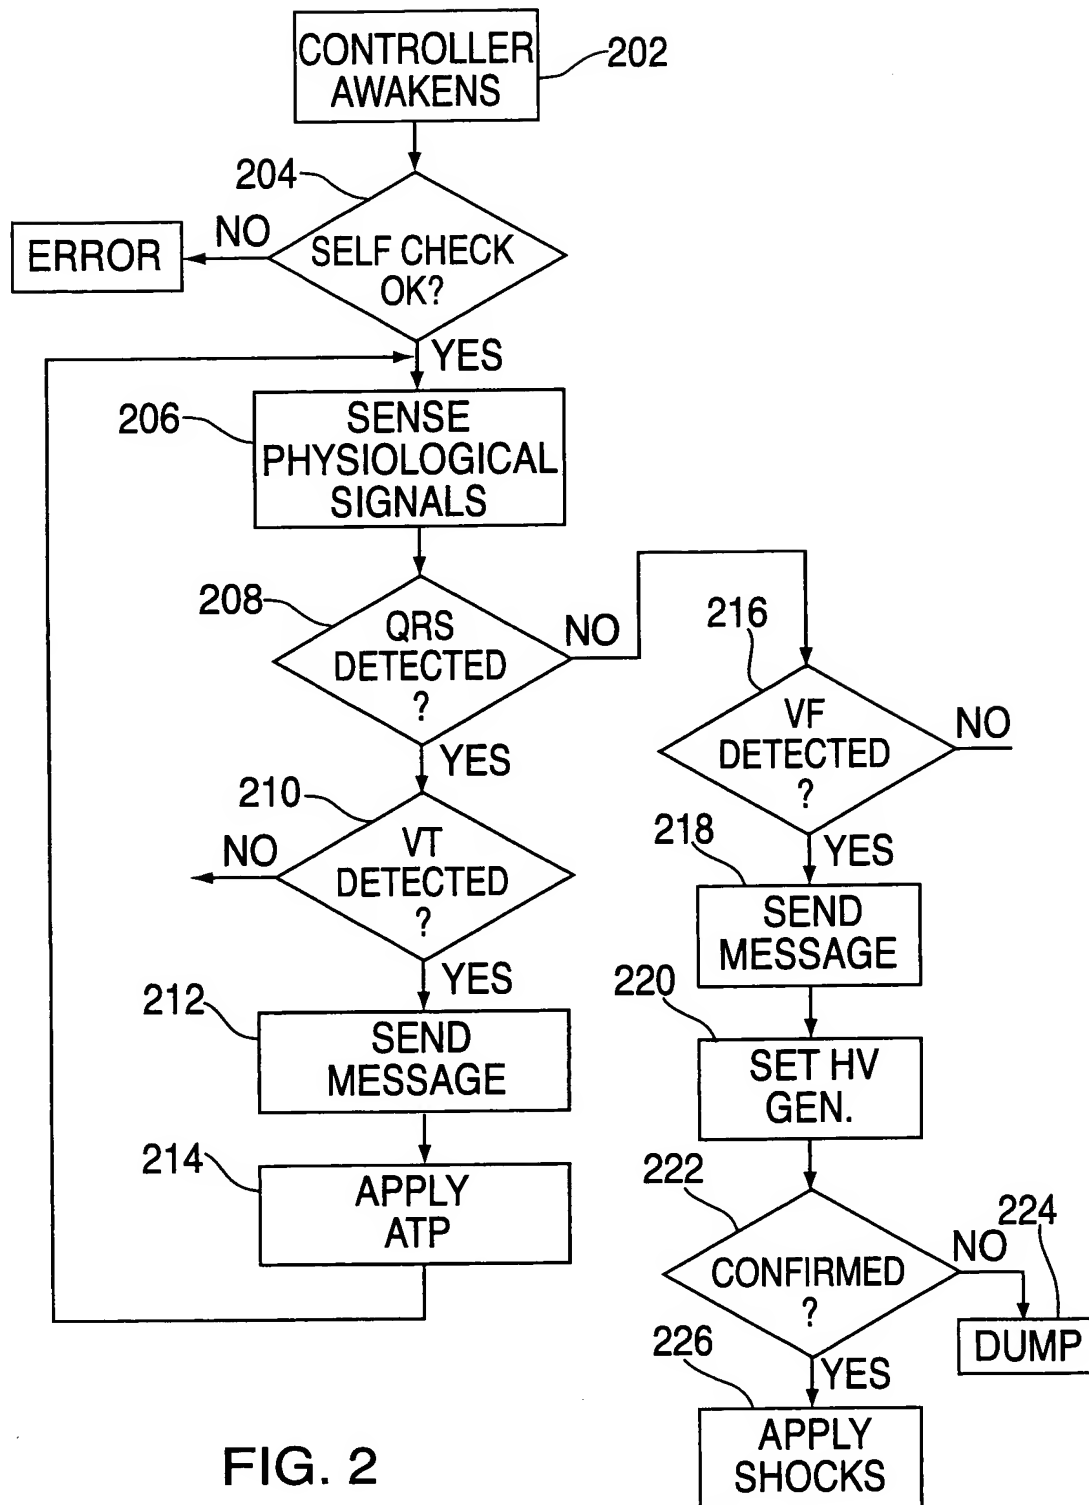 CONTROLLER
AWAKENS
202
204
NO
ERROR
SELF CHECK
OK?
YES
206
SENSE
PHYSIOLOGICAL
SIGNALS
208
QRS
DETECTED
?
NO
YES
210
NO
VT
DETECTED
?
YES
212
SEND
MESSAGE
214
APPLY
ATP
216
VF
DETECTED
?
NO
YES
218
SEND
MESSAGE
220
SET HV
GEN.
222
CONFIRMED
?
NO
224
DUMP
YES
226
APPLY
SHOCKS
FIG. 2